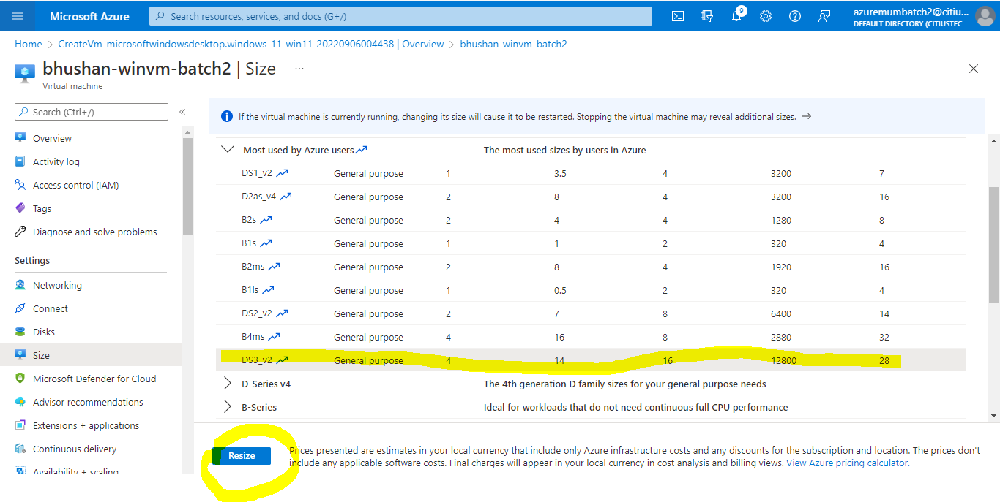 Microsoft Azure
Search resources, services, and docs (G+/)
9
azuremumbatch2@citiu...
DEFAULT DIRECTORY (CITIUSTEC...
Home > CreateVm-microsoftwindowsdesktop.windows-11-win11-20220906004438 | Overview > bhushan-winvm-batch2
bhushan-winvm-batch2 | Size ...
Virtual machine
Search (Ctrl+/)
«
Overview
Activity log
Access control (IAM)
Tags
Diagnose and solve problems
Settings
Networking
Connect
Disks
Size
Microsoft Defender for Cloud
Advisor recommendations
Extensions + applications
Continuous delivery
Availability + scaling
If the virtual machine is currently running, changing its size will cause it to be restarted. Stopping the virtual machine may reveal additional sizes. →
Most used by Azure users The most used sizes by users in Azure
DS1_v2 General purpose 1 3.5 4 3200 7
D2as_v4 General purpose 2 8 4 3200 16
B2s General purpose 2 4 4 1280 8
B1s General purpose 1 1 2 320 4
B2ms General purpose 2 8 4 1920 16
B1ls General purpose 1 0.5 2 320 4
DS2_v2 General purpose 2 7 8 6400 14
B4ms General purpose 4 16 8 2880 32
DS3_v2 General purpose 4 14 16 12800 28
D-Series v4 The 4th generation D family sizes for your general purpose needs
B-Series Ideal for workloads that do not need continuous full CPU performance
Resize
Prices presented are estimates in your local currency that include only Azure infrastructure costs and any discounts for the subscription and location. The prices don't
include any applicable software costs. Final charges will appear in your local currency in cost analysis and billing views. View Azure pricing calculator.